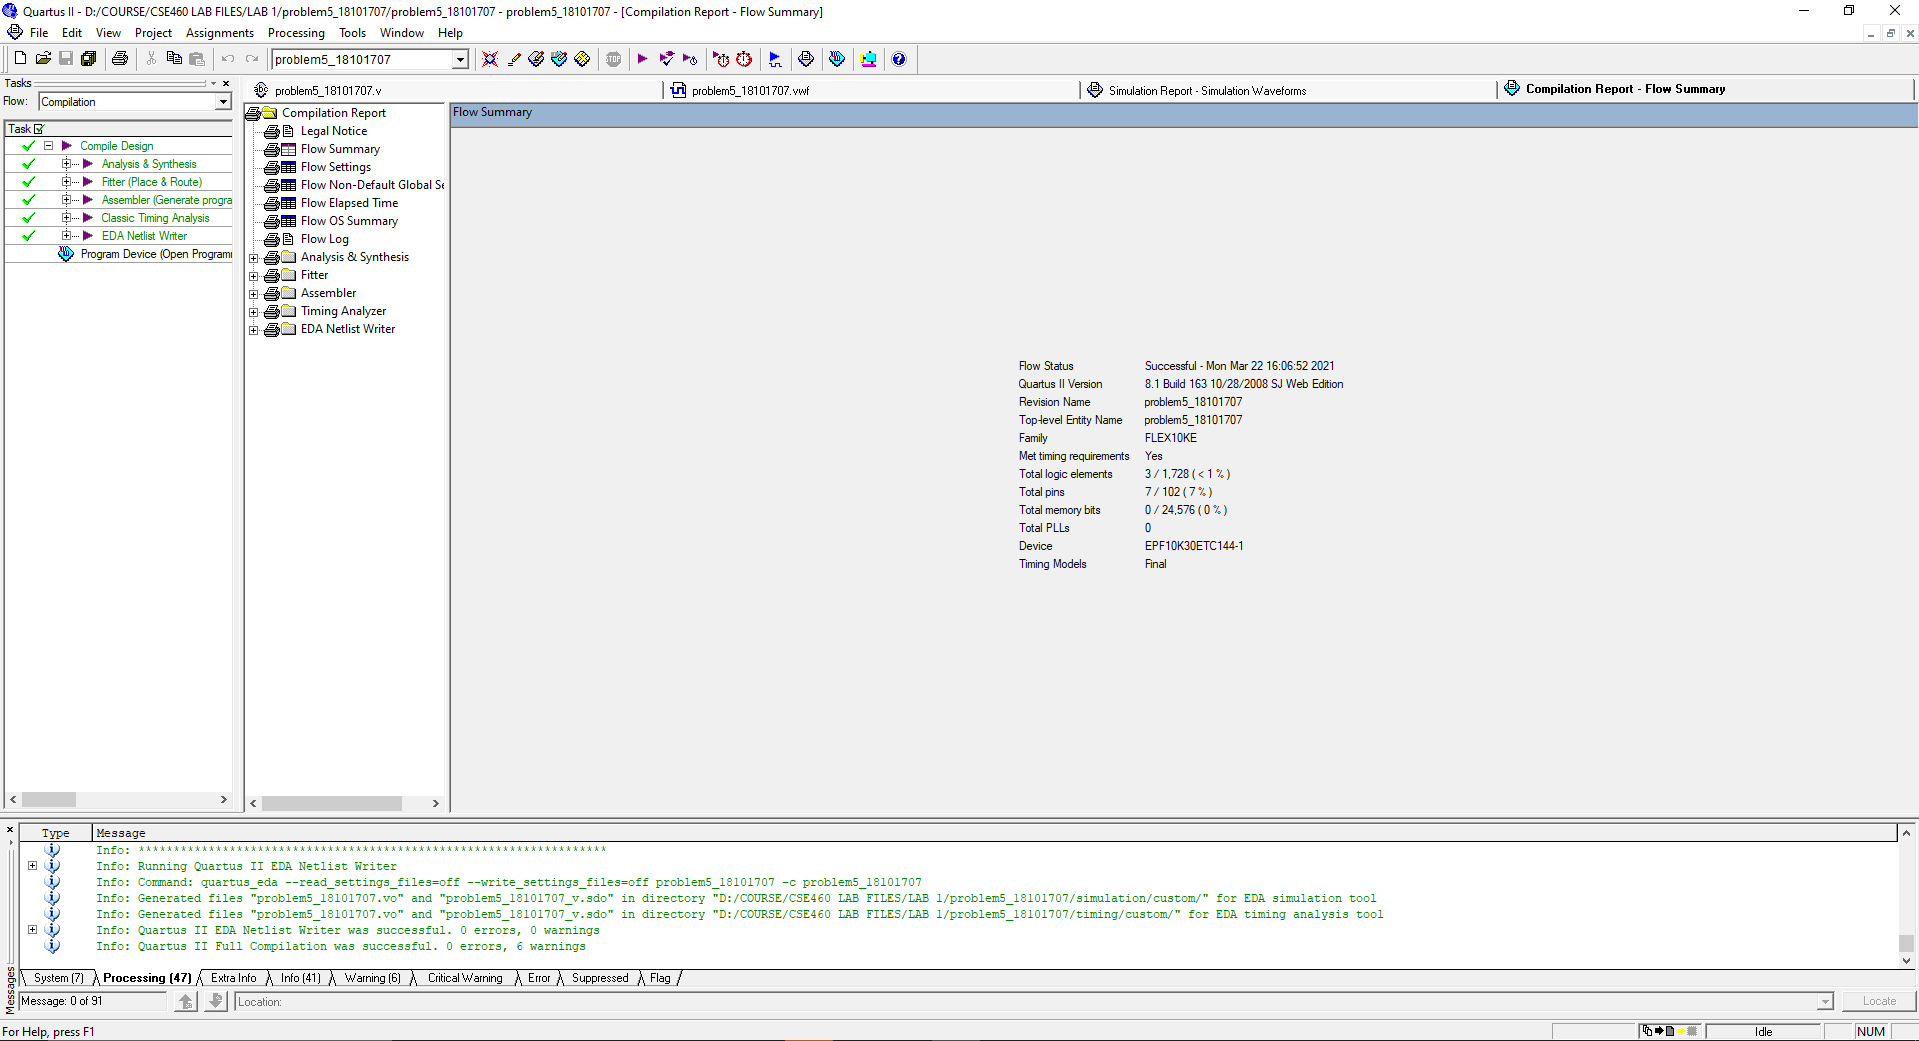 Quartus II - D:/COURSE/CSE460 LAB FILES/LAB 1/problem5_18101707/problem5_18101707 - problem5_18101707 - [Compilation Report - Flow Summary]
File Edit View Project Assignments Processing Tools Window Help
problem5_18101707
Tasks
Flow: Compilation
Task
Compile Design
Analysis & Synthesis
Fitter (Place & Route)
Assembler (Generate progra
Classic Timing Analysis
EDA Netlist Writer
Program Device (Open Program
problem5_18101707.v
problem5_18101707.vwf
Simulation Report - Simulation Waveforms
Compilation Report - Flow Summary
Compilation Report
Legal Notice
Flow Summary
Flow Settings
Flow Non-Default Global Se
Flow Elapsed Time
Flow OS Summary
Flow Log
Analysis & Synthesis
Fitter
Assembler
Timing Analyzer
EDA Netlist Writer
Flow Summary
Flow Status Successful - Mon Mar 22 16:06:52 2021
Quartus II Version 8.1 Build 163 10/28/2008 SJ Web Edition
Revision Name problem5_18101707
Top-level Entity Name problem5_18101707
Family FLEX10KE
Met timing requirements Yes
Total logic elements 3 / 1,728 ( < 1 % )
Total pins 7 / 102 ( 7 % )
Total memory bits 0 / 24,576 ( 0 % )
Total PLLs 0
Device EPF10K30ETC144-1
Timing Models Final
Type Message
Info: *******************************************************************
Info: Running Quartus II EDA Netlist Writer
Info: Command: quartus_eda --read_settings_files=off --write_settings_files=off problem5_18101707 -c problem5_18101707
Info: Generated files "problem5_18101707.vo" and "problem5_18101707_v.sdo" in directory "D:/COURSE/CSE460 LAB FILES/LAB 1/problem5_18101707/simulation/custom/" for EDA simulation tool
Info: Generated files "problem5_18101707.vo" and "problem5_18101707_v.sdo" in directory "D:/COURSE/CSE460 LAB FILES/LAB 1/problem5_18101707/timing/custom/" for EDA timing analysis tool
Info: Quartus II EDA Netlist Writer was successful. 0 errors, 0 warnings
Info: Quartus II Full Compilation was successful. 0 errors, 6 warnings
System (7) Processing (47) Extra Info Info (41) Warning (6) Critical Warning Error Suppressed Flag
Messages
Message: 0 of 91 Location: Locate
For Help, press F1 Idle NUM